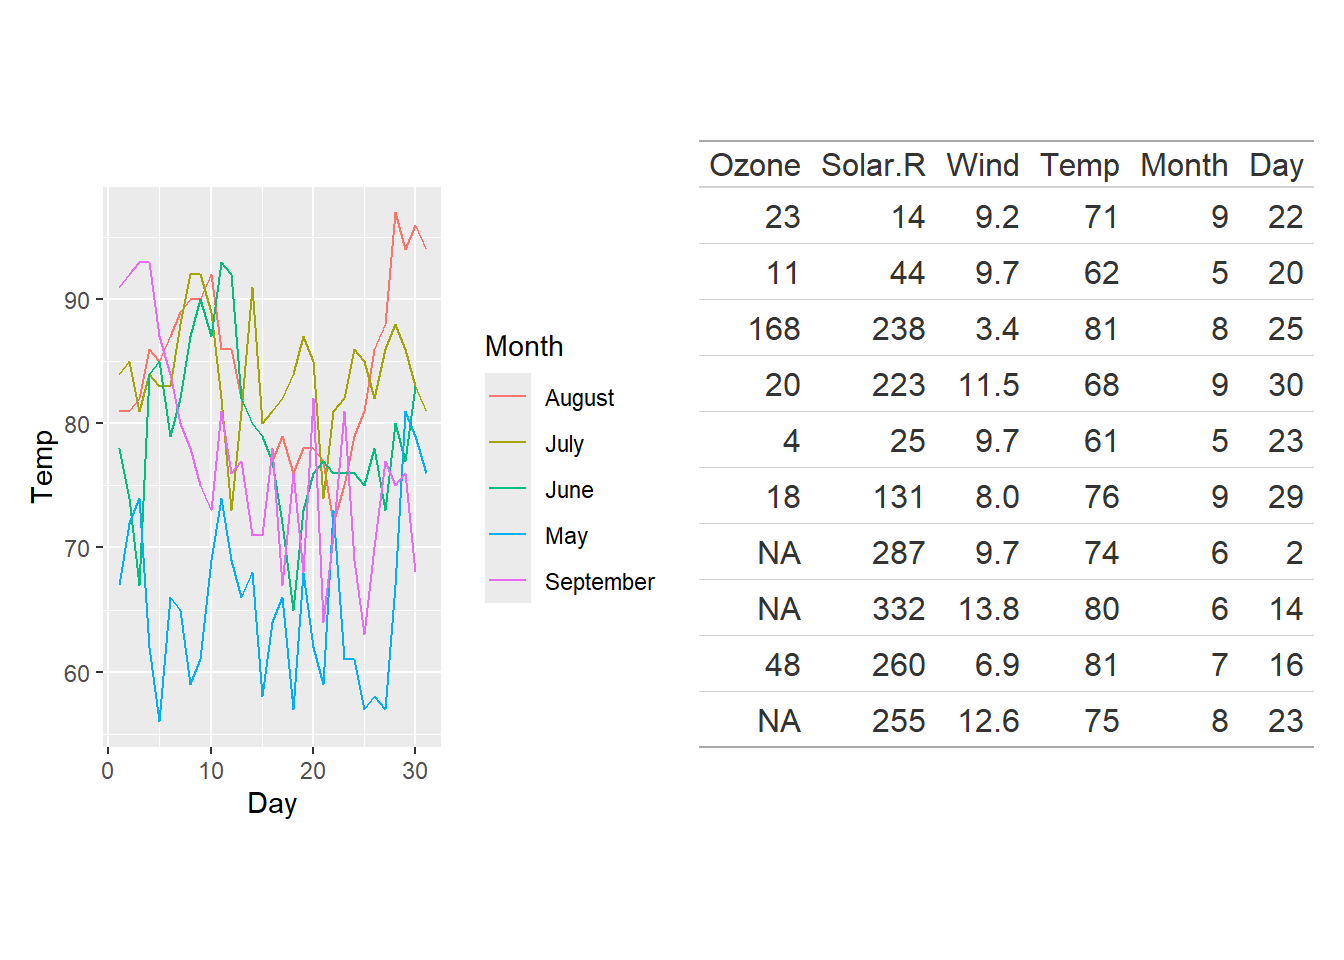 90
80
70
60
Temp
0 10 20 30
Day
Month
August
July
June
May
September
Ozone Solar.R Wind Temp Month Day
23 14 9.2 71 9 22
11 44 9.7 62 5 20
168 238 3.4 81 8 25
20 223 11.5 68 9 30
4 25 9.7 61 5 23
18 131 8.0 76 9 29
NA 287 9.7 74 6 2
NA 332 13.8 80 6 14
48 260 6.9 81 7 16
NA 255 12.6 75 8 23